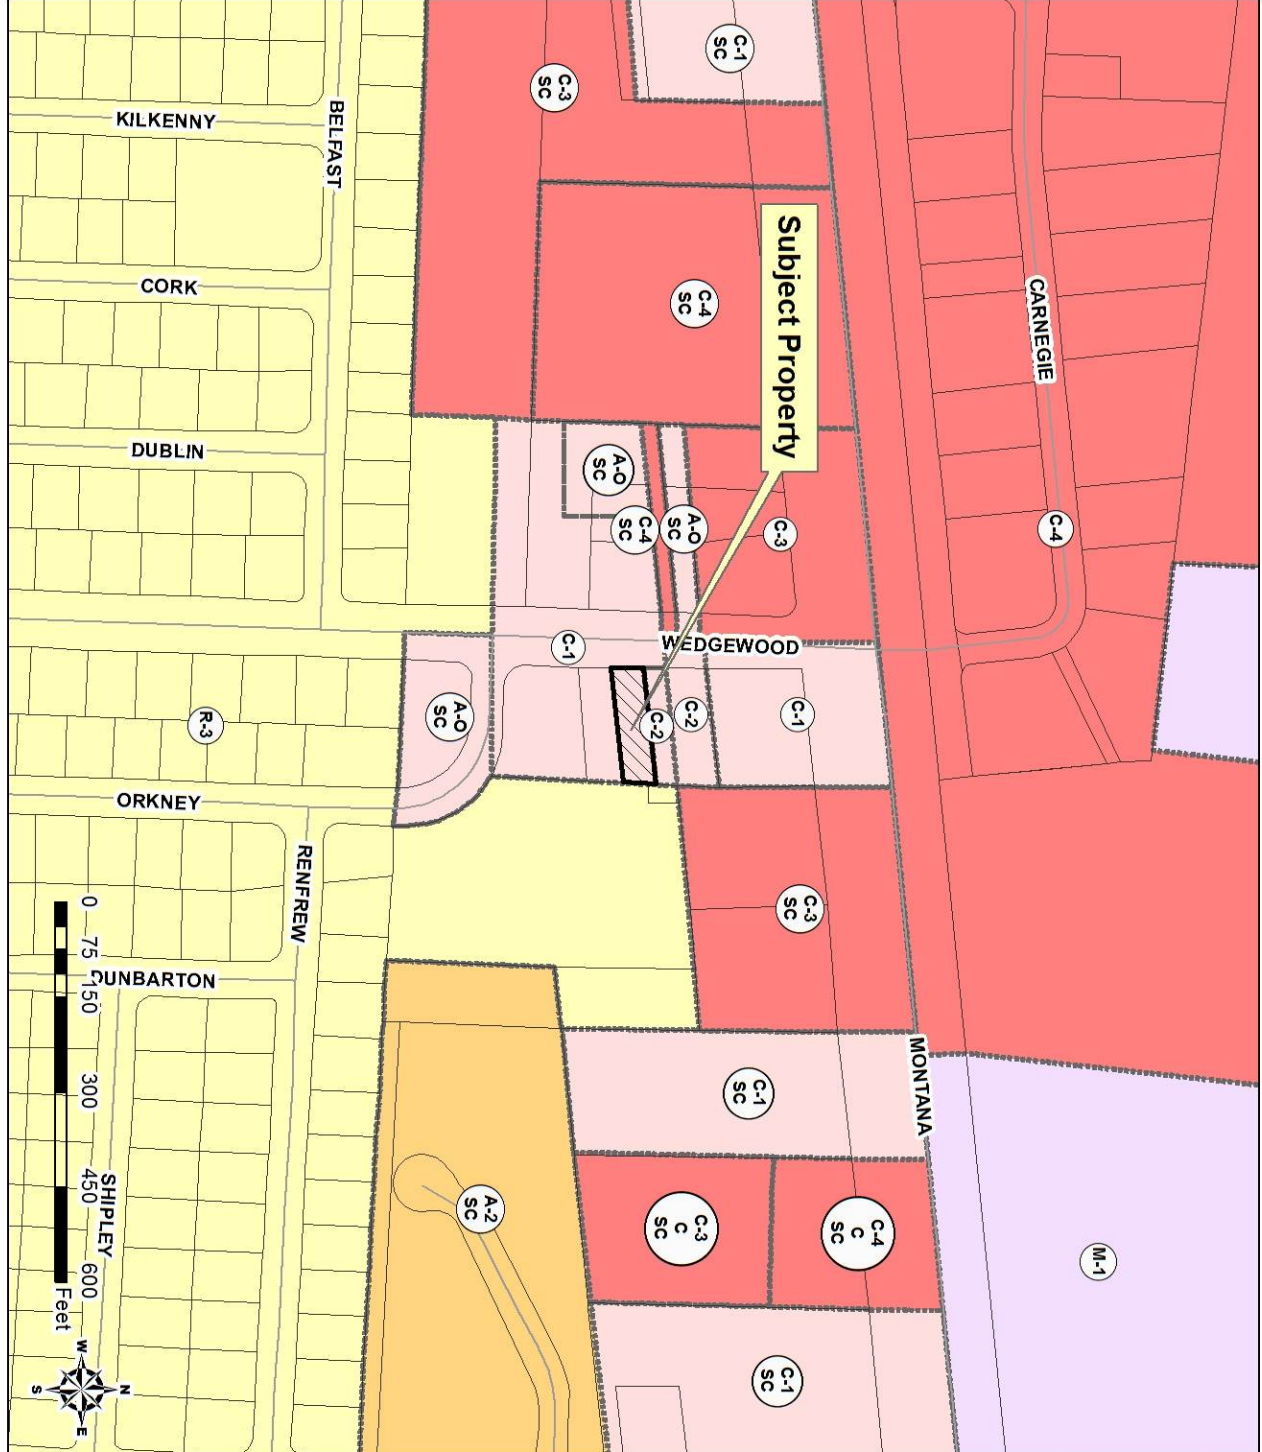 C-1
SC
C-3
SC
BELFAST
KILKENNY
CORK
C-4
SC
Subject Property
CARNEGIE
DUBLIN
A-O
SC
C-4
SC
A-O
SC
C-3
C-4
WEDGEWOOD
C-1
A-O
SC
R-3
C-2
C-2
C-1
ORKNEY
RENFREW
C-3
SC
DUNBARTON
MONTANA
C-1
SC
SHIPLEY
A-2
SC
C-3
C
SC
C-4
C
SC
M-1
C-1
SC
0 75 150 300 450 600
Feet
N
W
E
S